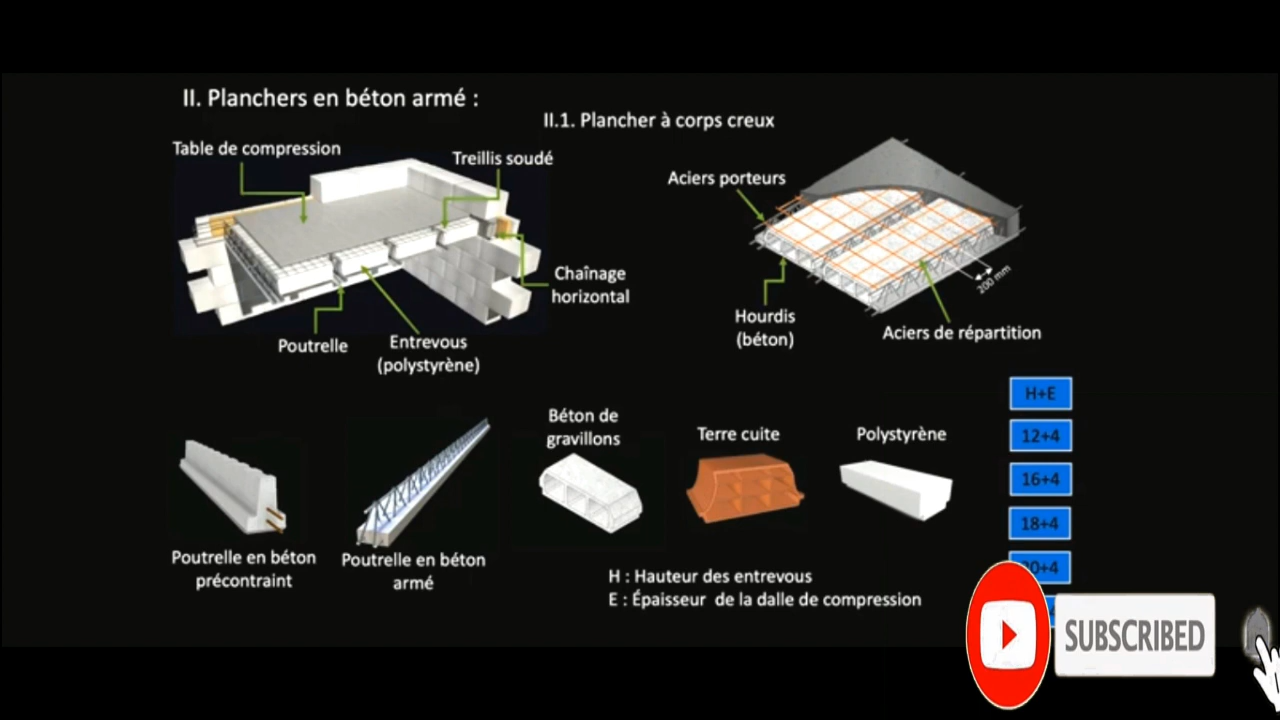 II. Planchers en béton armé :
II.1. Plancher à corps creux
Table de compression
Treillis soudé
Aciers porteurs
Chaînage
horizontal
200 mm
Hourdis
(béton)
Aciers de répartition
Poutrelle
Entrevous
(polystyrène)
H+E
12+4
16+4
18+4
Béton de
gravillons
Terre cuite
Polystyrène
Poutrelle en béton
précontraint
Poutrelle en béton
armé
H : Hauteur des entrevous
E : Épaisseur de la dalle de compression
SUBSCRIBED